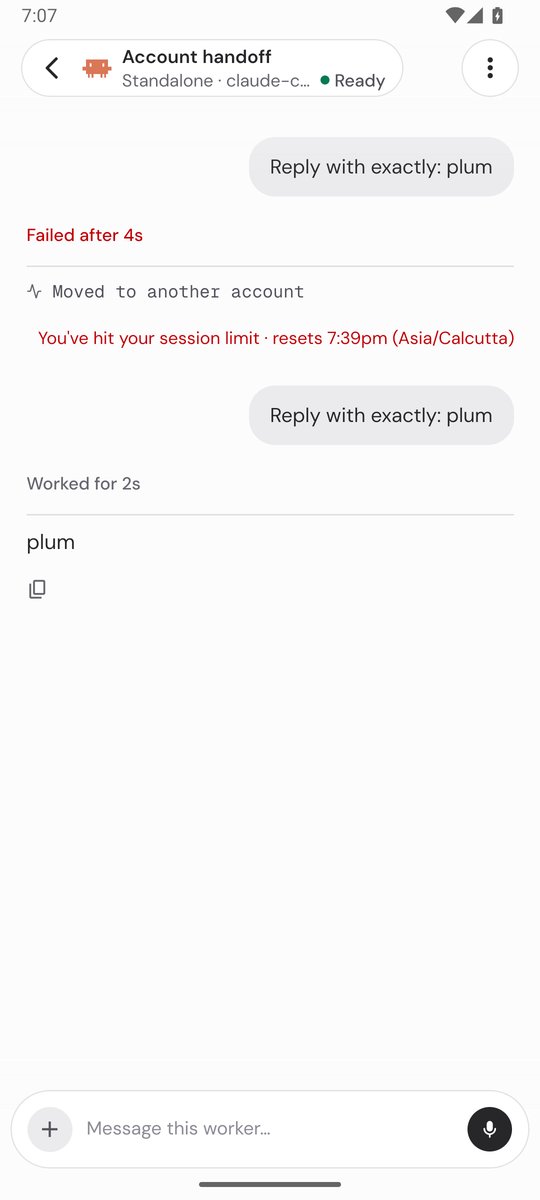 7:07
Account handoff
Standalone · claude-c... Ready
Reply with exactly: plum
Failed after 4s
Moved to another account
You've hit your session limit · resets 7:39pm (Asia/Calcutta)
Reply with exactly: plum
Worked for 2s
plum
Message this worker...